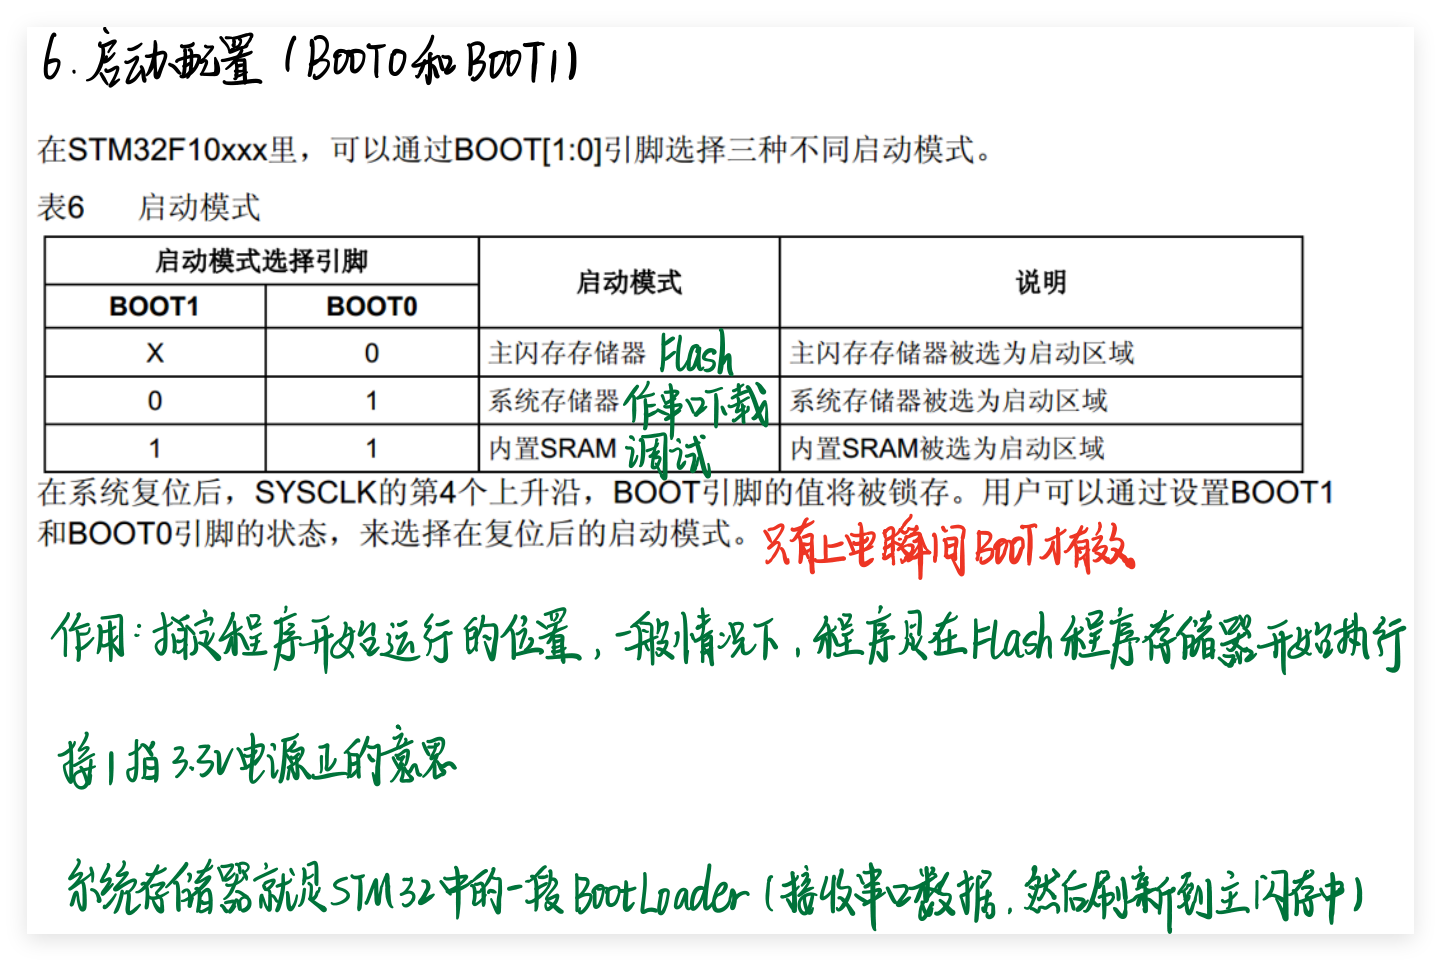 6.启动配置（BOOT0和BOOT1）
在STM32F10xxx里，可以通过BOOT[1:0]引脚选择三种不同启动模式。
表6 启动模式
启动模式选择引脚 启动模式 说明
BOOT1 BOOT0
X 0 主闪存存储器 Flash 主闪存存储器被选为启动区域
0 1 系统存储器 作串口下载 系统存储器被选为启动区域
1 1 内置SRAM 调试 内置SRAM被选为启动区域
在系统复位后，SYSCLK的第4个上升沿，BOOT引脚的值将被锁存。用户可以通过设置BOOT1
和BOOT0引脚的状态，来选择在复位后的启动模式。只有上电瞬间BOOT才有效。
作用：指定程序开始运行的位置，一般情况下，程序是在Flash程序存储器开始执行
接1指3.3V电源正的意思
系统存储器就是STM32中的一段BootLoader（接收串口数据，然后刷新到主闪存中）